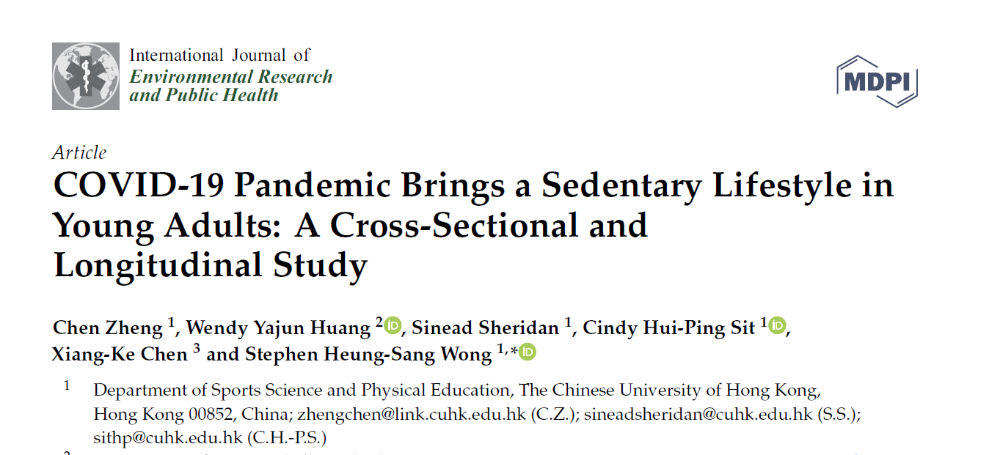 International Journal of
Environmental Research
and Public Health
MDPI
Article
COVID-19 Pandemic Brings a Sedentary Lifestyle in
Young Adults: A Cross-Sectional and
Longitudinal Study
Chen Zheng 1, Wendy Yajun Huang 2 iD, Sinead Sheridan 1, Cindy Hui-Ping Sit 1 iD,
Xiang-Ke Chen 3 and Stephen Heung-Sang Wong 1,* iD
1 Department of Sports Science and Physical Education, The Chinese University of Hong Kong,
Hong Kong 00852, China; zhengchen@link.cuhk.edu.hk (C.Z.); sineadsheridan@cuhk.edu.hk (S.S.);
sithp@cuhk.edu.hk (C.H.-P.S.)